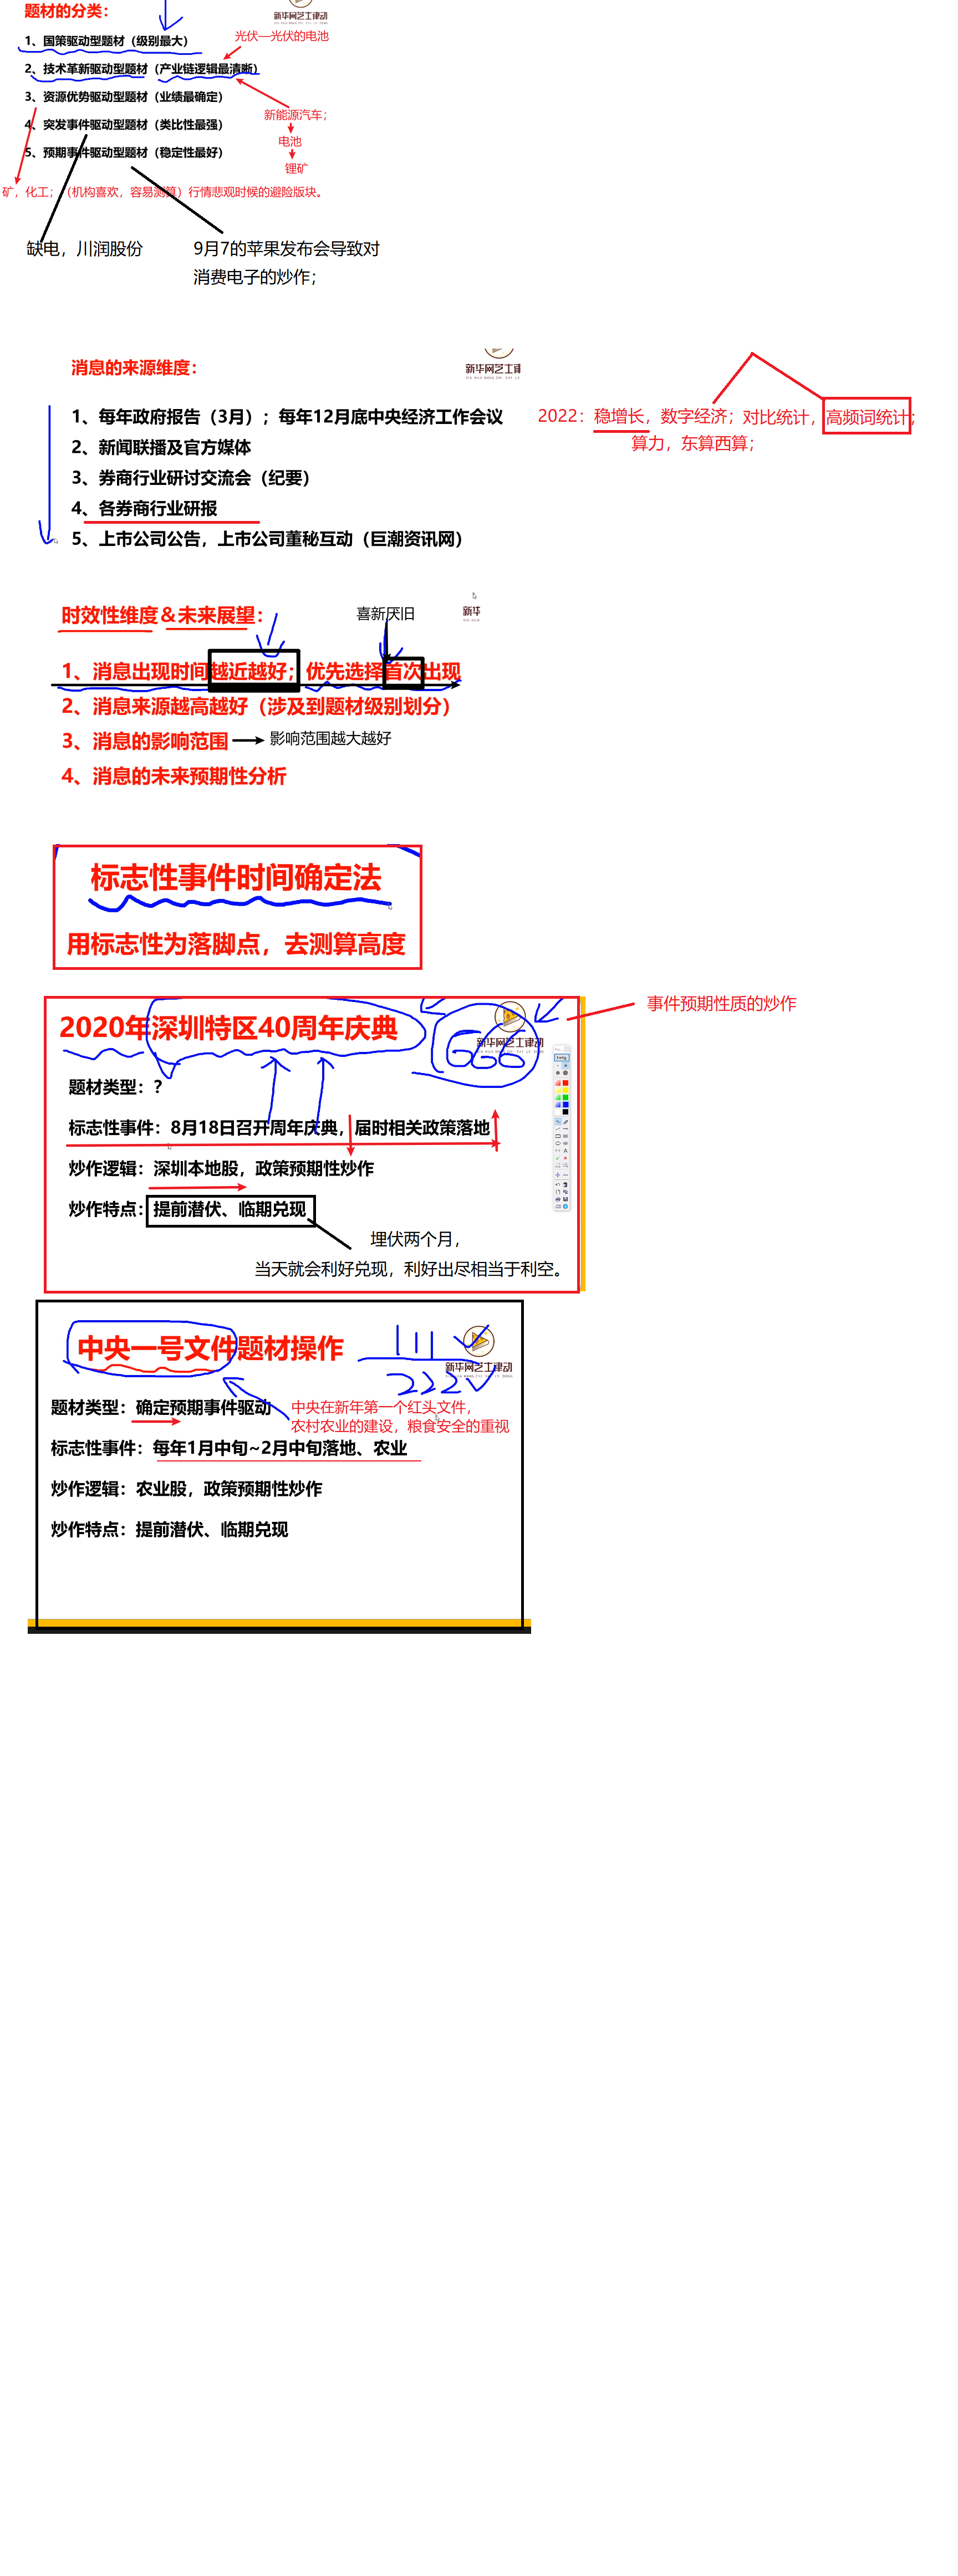 题材的分类：
新华网艺工律动
光伏—光伏的电池
1、国策驱动型题材（级别最大）
2、技术革新驱动型题材（产业链逻辑最清晰）
3、资源优势驱动型题材（业绩最确定）
新能源汽车；
4、突发事件驱动型题材（类比性最强）
电池
5、预期事件驱动型题材（稳定性最好）
锂矿
矿，化工；（机构喜欢，容易测算）行情悲观时候的避险版块。
缺电，川润股份
9月7的苹果发布会导致对
消费电子的炒作；
消息的来源维度：
新华网艺工律
1、每年政府报告（3月）；每年12月底中央经济工作会议
2022：稳增长，数字经济；对比统计，高频词统计；
算力，东算西算；
2、新闻联播及官方媒体
3、券商行业研讨交流会（纪要）
4、各券商行业研报
5、上市公司公告，上市公司董秘互动（巨潮资讯网）
时效性维度＆未来展望：
喜新厌旧
新华
1、消息出现时间越近越好；优先选择首次出现
2、消息来源越高越好（涉及到题材级别划分）
3、消息的影响范围
影响范围越大越好
4、消息的未来预期性分析
标志性事件时间确定法
用标志性为落脚点，去测算高度
事件预期性质的炒作
2020年深圳特区40周年庆典
666
新华网艺工律动
题材类型：？
标志性事件：8月18日召开周年庆典，届时相关政策落地
炒作逻辑：深圳本地股，政策预期性炒作
炒作特点：提前潜伏、临期兑现
埋伏两个月，
当天就会利好兑现，利好出尽相当于利空。
中央一号文件题材操作
111
222
新华网艺工律动
题材类型：确定预期事件驱动
中央在新年第一个红头文件，
农村农业的建设，粮食安全的重视
标志性事件：每年1月中旬~2月中旬落地、农业
炒作逻辑：农业股，政策预期性炒作
炒作特点：提前潜伏、临期兑现